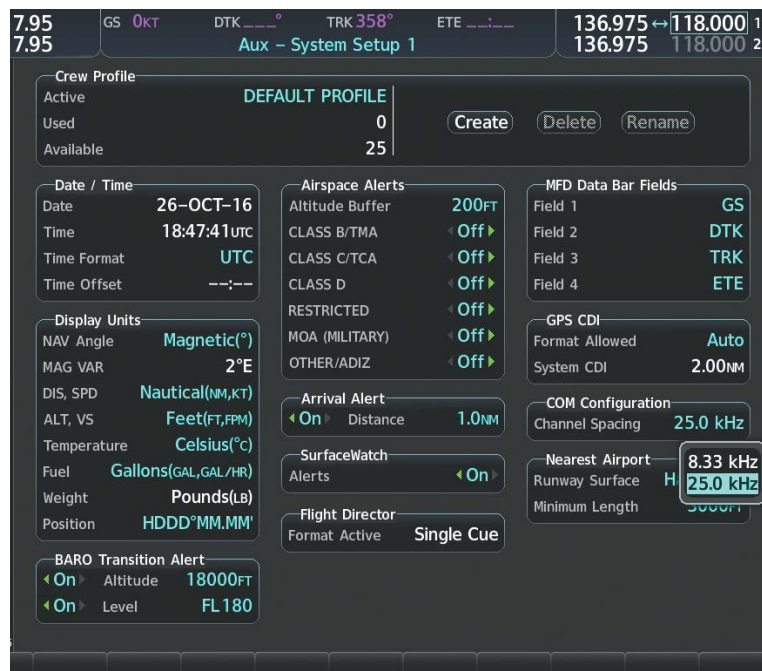 7.95 GS 0KT DTK ___° TRK 358° ETE __:__ 136.975 ↔ 118.000 1
7.95 Aux – System Setup 1 136.975 118.000 2
Crew Profile
Active DEFAULT PROFILE
Used 0
Available 25
Create Delete Rename
Date / Time
Date 26–OCT–16
Time 18:47:41UTC
Time Format UTC
Time Offset ––:––
Display Units
NAV Angle Magnetic(°)
MAG VAR 2°E
DIS, SPD Nautical(NM,KT)
ALT, VS Feet(FT,FPM)
Temperature Celsius(°C)
Fuel Gallons(GAL,GAL/HR)
Weight Pounds(LB)
Position HDDD°MM.MM'
BARO Transition Alert
On Altitude 18000FT
On Level FL180
Airspace Alerts
Altitude Buffer 200FT
CLASS B/TMA Off
CLASS C/TCA Off
CLASS D Off
RESTRICTED Off
MOA (MILITARY) Off
OTHER/ADIZ Off
Arrival Alert
On Distance 1.0NM
SurfaceWatch
Alerts On
Flight Director
Format Active Single Cue
MFD Data Bar Fields
Field 1 GS
Field 2 DTK
Field 3 TRK
Field 4 ETE
GPS CDI
Format Allowed Auto
System CDI 2.00NM
COM Configuration
Channel Spacing 25.0 kHz
8.33 kHz
25.0 kHz
Nearest Airport
Runway Surface
Minimum Length